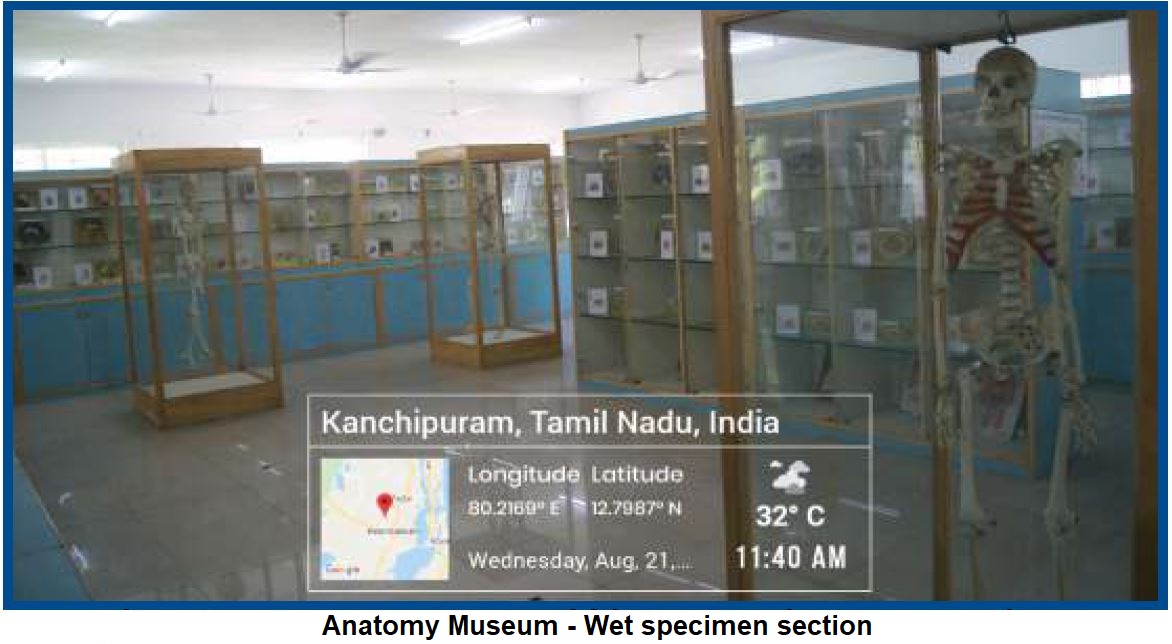 Kanchipuram, Tamil Nadu, India
Longitude Latitude
80.2169° E 12.7987° N
32° C
Wednesday, Aug, 21,...
11:40 AM
Google
Anatomy Museum - Wet specimen section